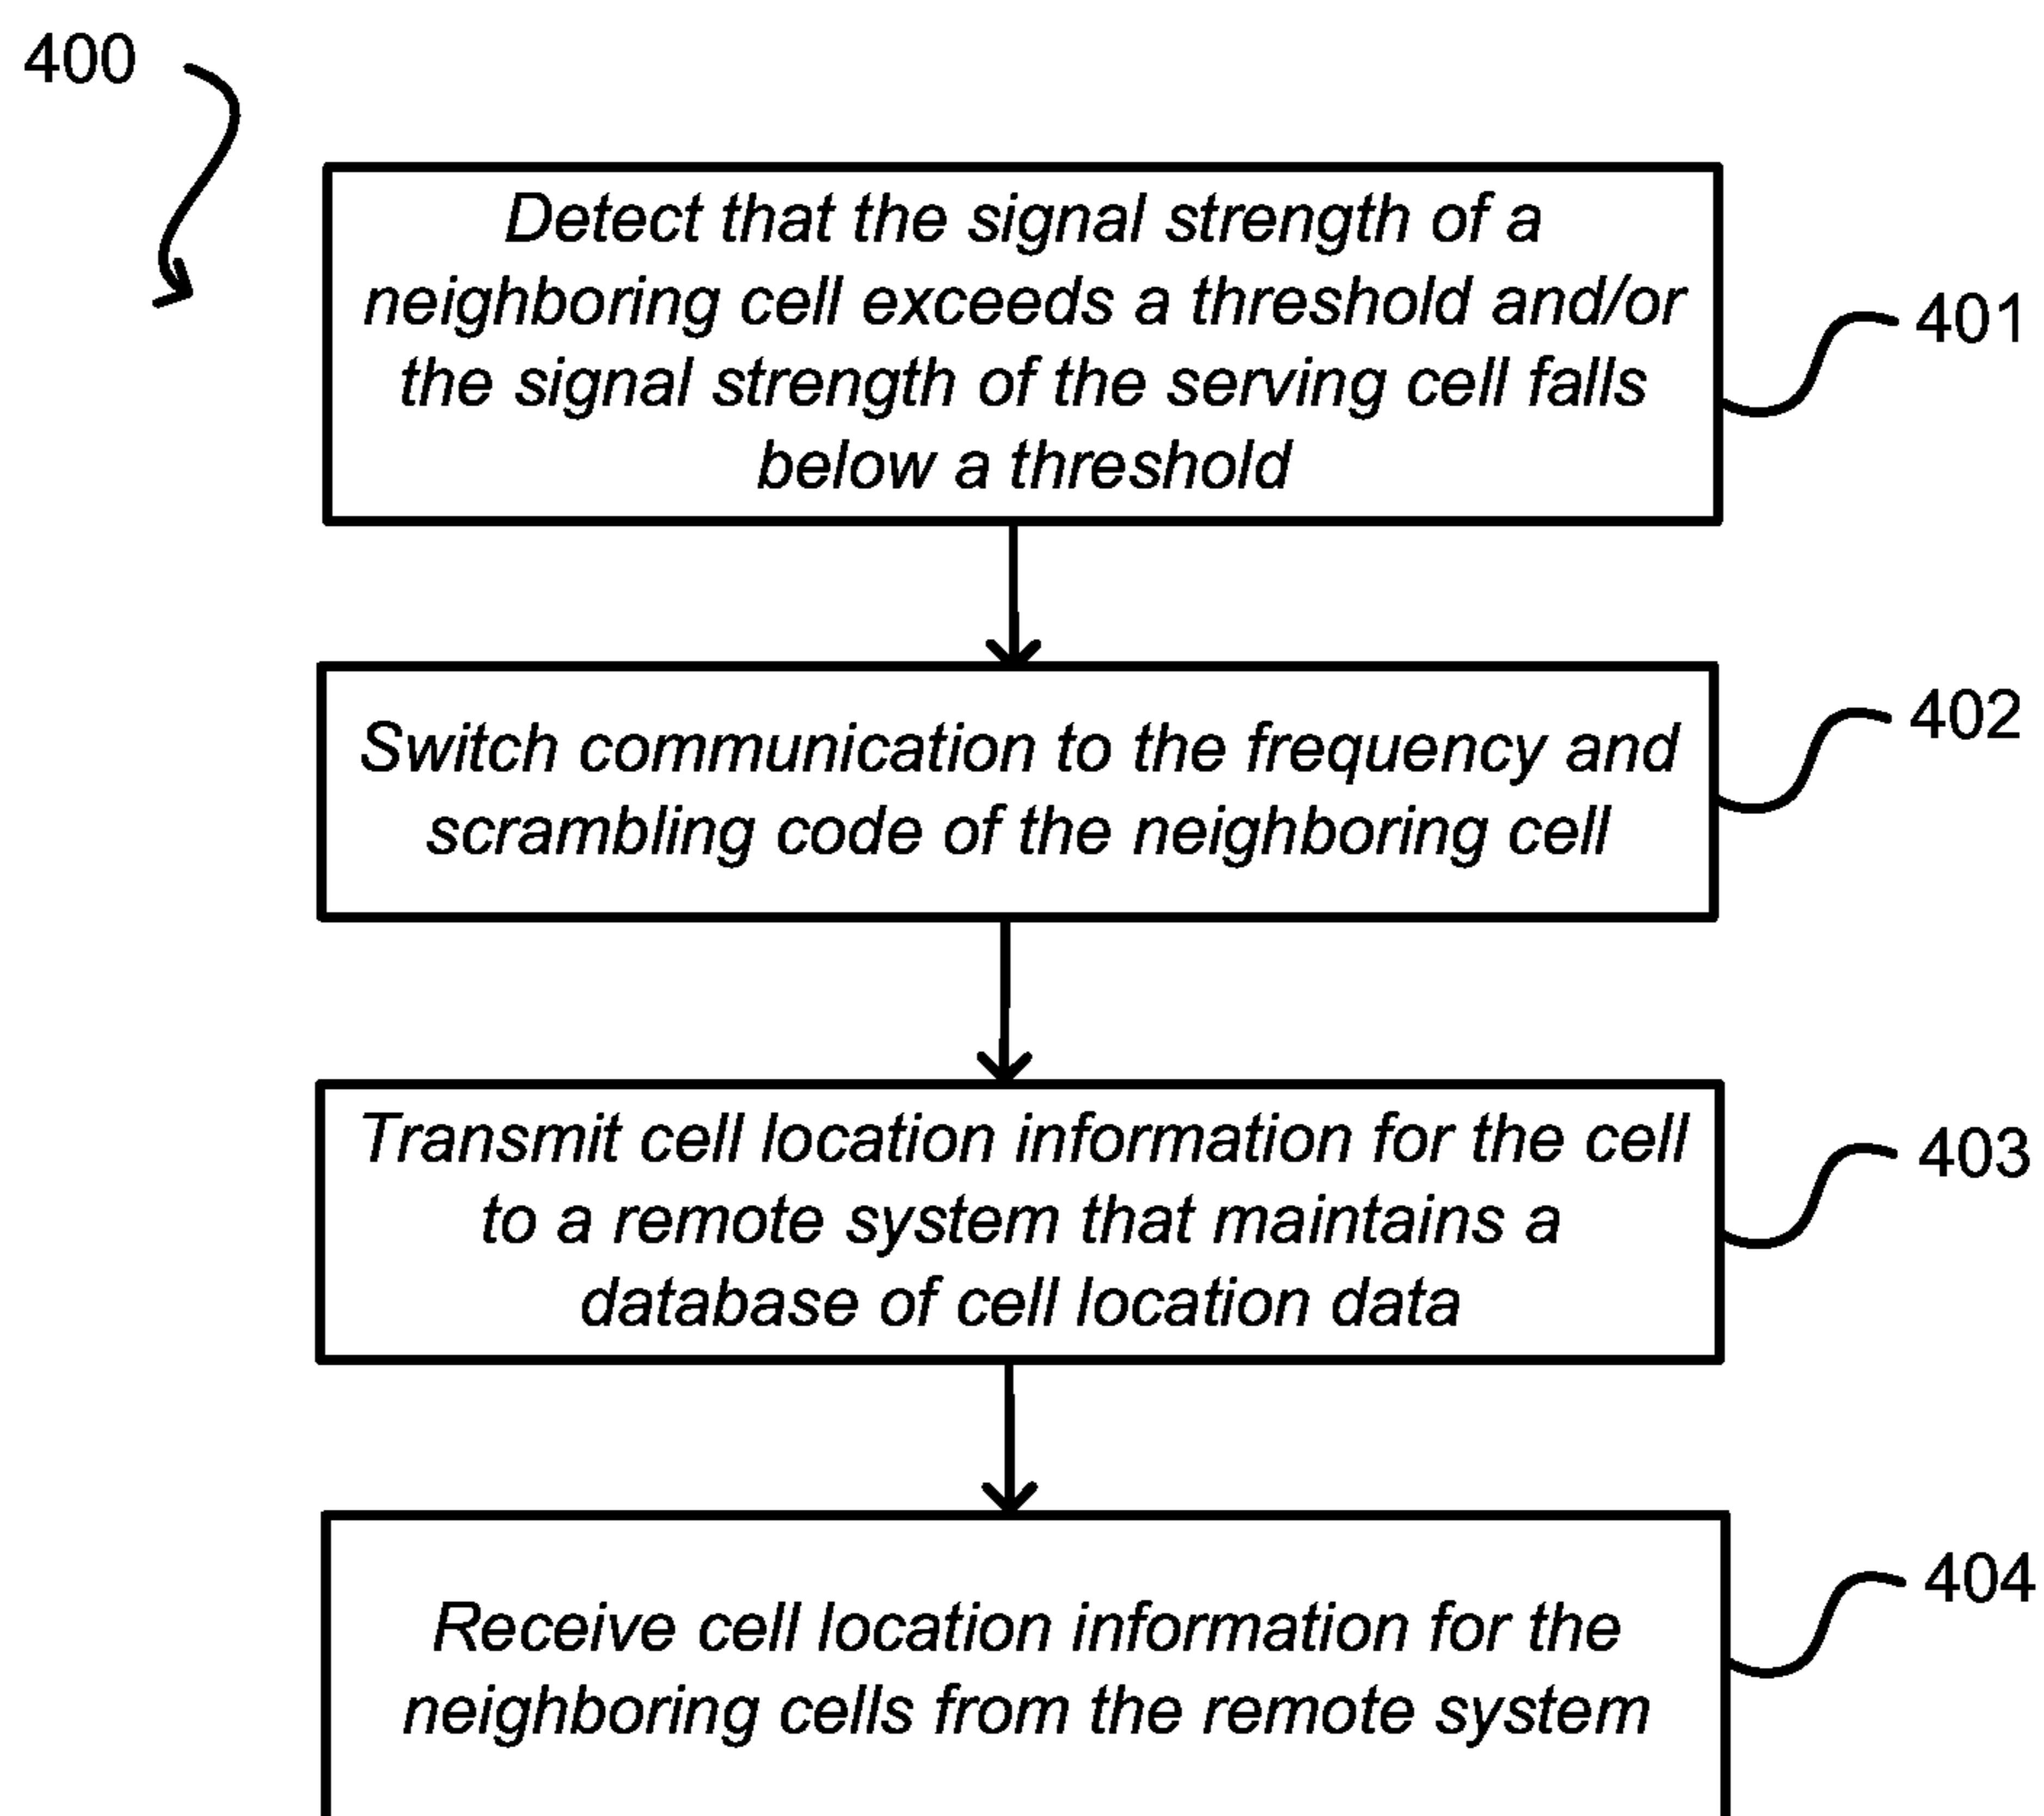 400
Detect that the signal strength of a
neighboring cell exceeds a threshold and/or
the signal strength of the serving cell falls
below a threshold
401
Switch communication to the frequency and
scrambling code of the neighboring cell
402
Transmit cell location information for the cell
to a remote system that maintains a
database of cell location data
403
Receive cell location information for the
neighboring cells from the remote system
404